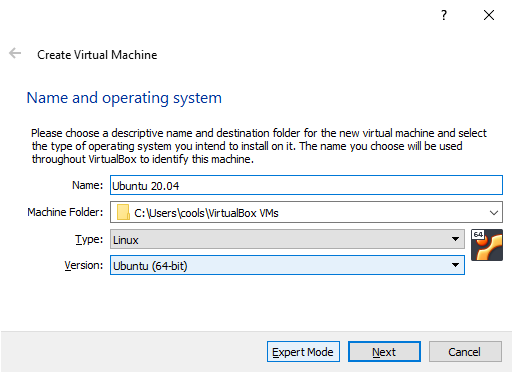 ?
Create Virtual Machine
Name and operating system
Please choose a descriptive name and destination folder for the new virtual machine and select
the type of operating system you intend to install on it. The name you choose will be used
throughout VirtualBox to identify this machine.
Name: Ubuntu 20.04
Machine Folder: C:\Users\cools\VirtualBox VMs
Type: Linux
64
Version: Ubuntu (64-bit)
Expert Mode Next Cancel